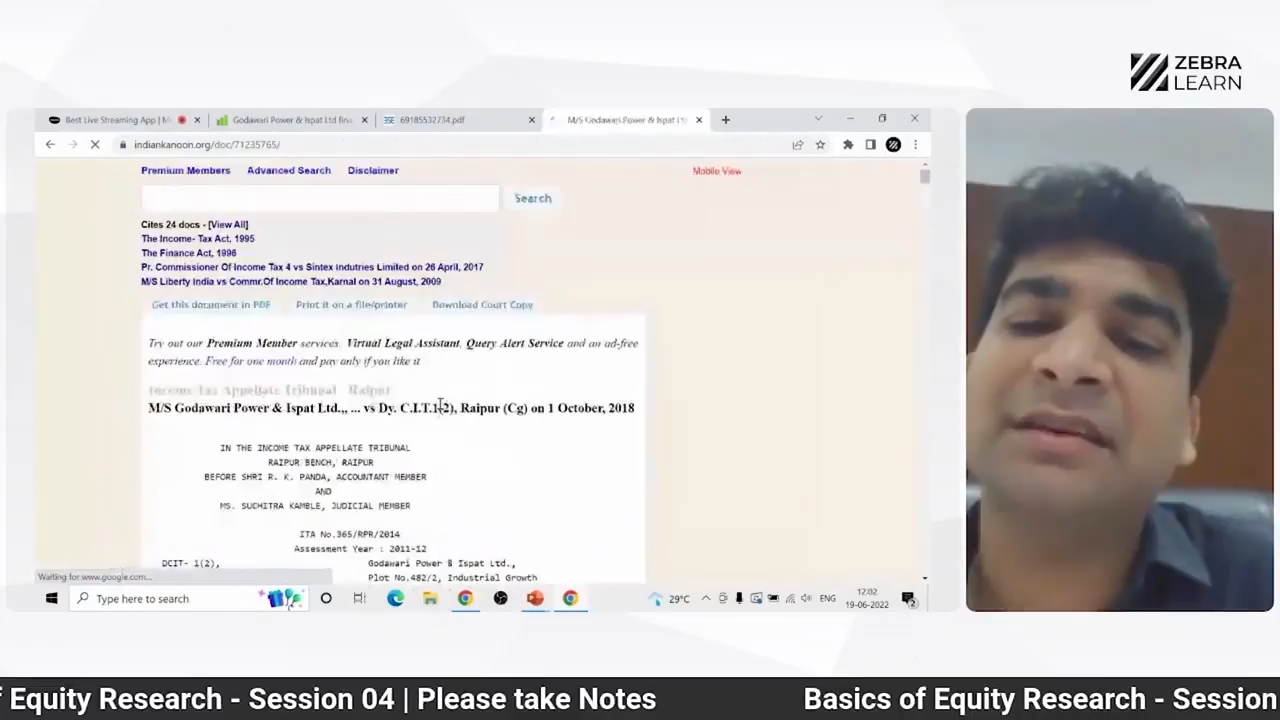 ZEBRA
LEARN
Best Live Streaming App | M
Godawari Power & Ispat Ltd fina
69185532734.pdf
M/S Godawari Power & Ispat Lt
indiankanoon.org/doc/71235765/
Premium Members Advanced Search Disclaimer
Mobile View
Search
Cites 24 docs - [View All]
The Income- Tax Act, 1995
The Finance Act, 1996
Pr. Commissioner Of Income Tax 4 vs Sintex Indutries Limited on 26 April, 2017
M/S Liberty India vs Commr.Of Income Tax,Karnal on 31 August, 2009
Get this document in PDF Print it on a file/printer Download Court Copy
Try out our Premium Member services: Virtual Legal Assistant, Query Alert Service and an ad-free
experience. Free for one month and pay only if you like it
Income Tax Appellate Tribunal - Raipur
M/S Godawari Power & Ispat Ltd.,, ... vs Dy. C.I.T.1-2), Raipur (Cg) on 1 October, 2018
IN THE INCOME TAX APPELLATE TRIBUNAL
RAIPUR BENCH, RAIPUR
BEFORE SHRI R. K. PANDA, ACCOUNTANT MEMBER
AND
MS. SUCHITRA KAMBLE, JUDICIAL MEMBER
ITA No.365/RPR/2014
Assessment Year : 2011-12
DCIT- 1(2), Godawari Power & Ispat Ltd.,
Plot No.482/2, Industrial Growth
Waiting for www.google.com...
Type here to search
29°C
ENG
12:02
19-06-2022
f Equity Research - Session 04 | Please take Notes
Basics of Equity Research - Session